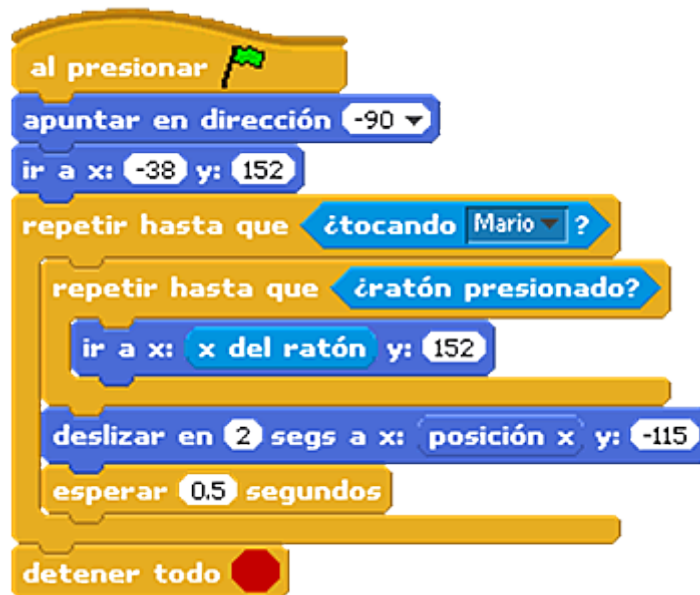 al presionar
apuntar en dirección -90
ir a x: -38 y: 152
repetir hasta que ¿tocando Mario ?
repetir hasta que ¿ratón presionado?
ir a x: x del ratón y: 152
deslizar en 2 segs a x: posición x y: -115
esperar 0.5 segundos
detener todo